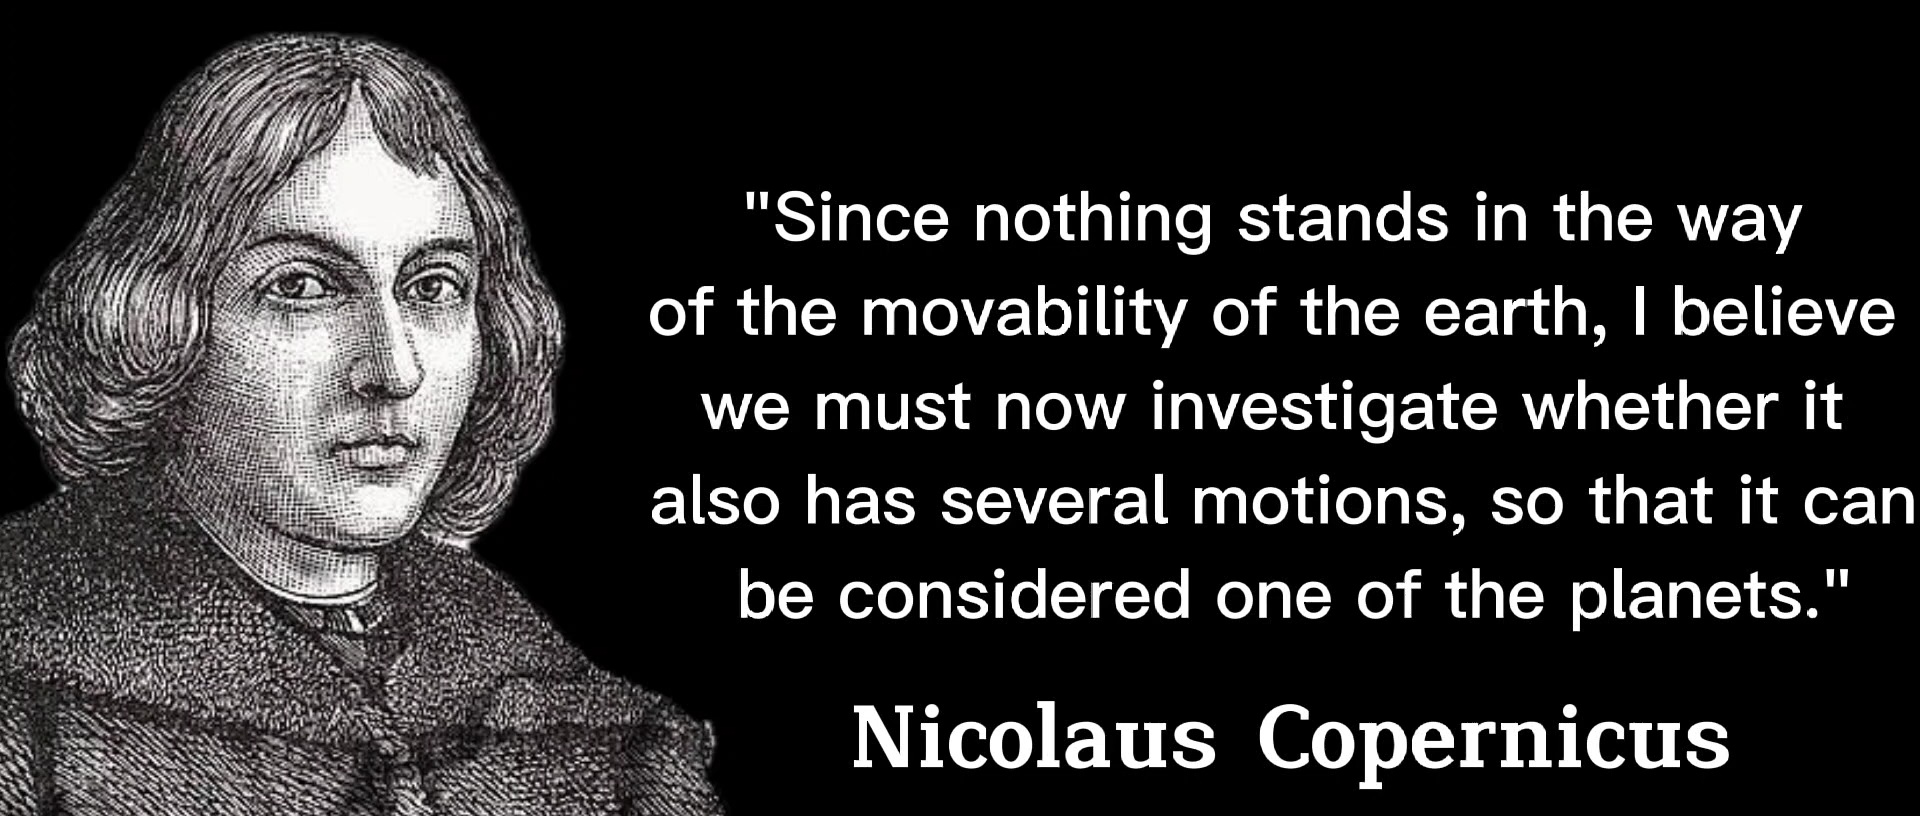 "Since nothing stands in the way
of the movability of the earth, I believe
we must now investigate whether it
also has several motions, so that it can
be considered one of the planets."
Nicolaus Copernicus